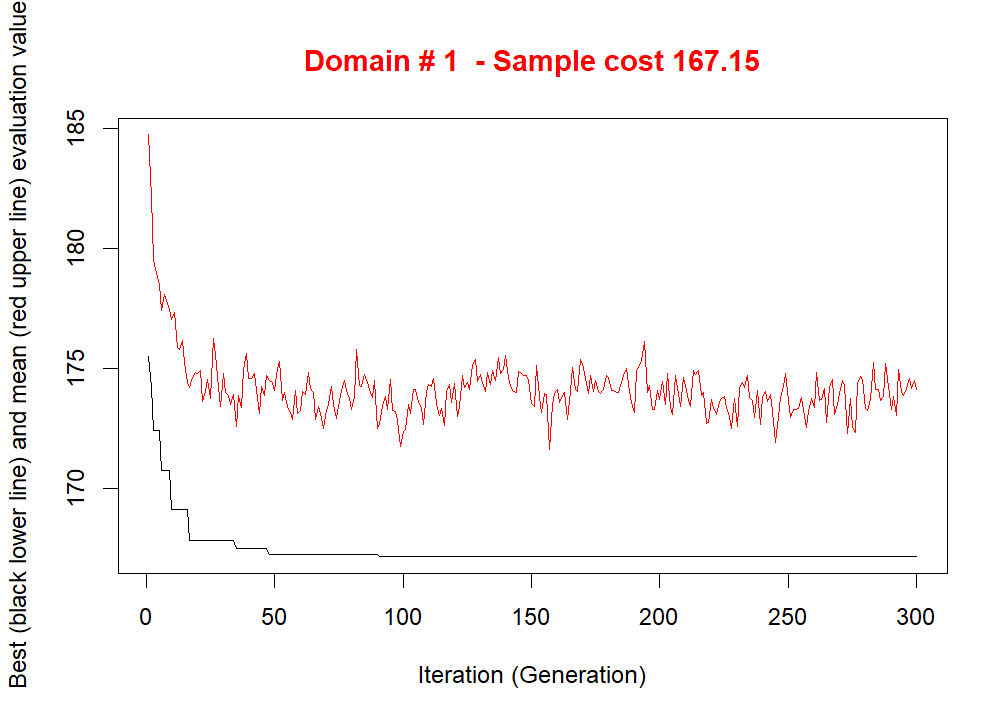 Domain # 1  - Sample cost 167.15
Best (black lower line) and mean (red upper line) evaluation value
185
180
175
170
0 50 100 150 200 250 300
Iteration (Generation)